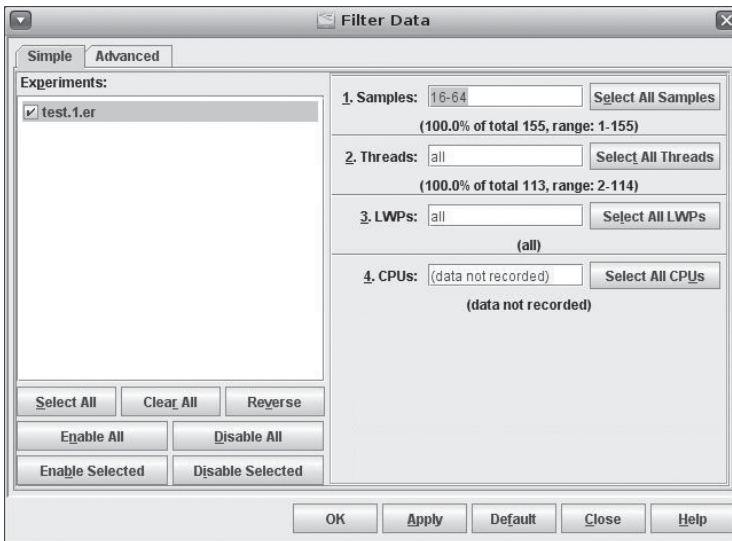 Filter Data
Simple Advanced
Experiments:
test.1.er
Select All Clear All Reverse
Enable All Disable All
Enable Selected Disable Selected
1. Samples: 16-64 Select All Samples
(100.0% of total 155, range: 1-155)
2. Threads: all Select All Threads
(100.0% of total 113, range: 2-114)
3. LWPs: all Select All LWPs
(all)
4. CPUs: (data not recorded) Select All CPUs
(data not recorded)
OK Apply Default Close Help